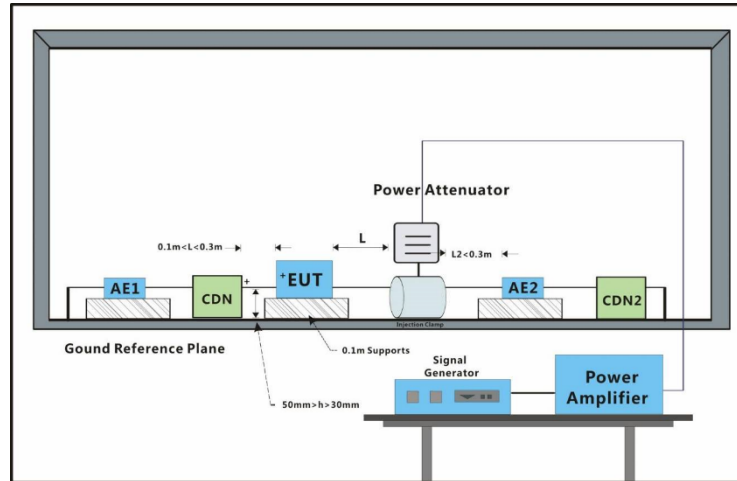 Power Attenuator
0.1m<L<0.3m
L
L2<0.3m
AE1
CDN
+
+EUT
AE2
CDN2
Injection Clamp
Gound Reference Plane
0.1m Supports
50mm>h>30mm
Signal
Generator
Power
Amplifier